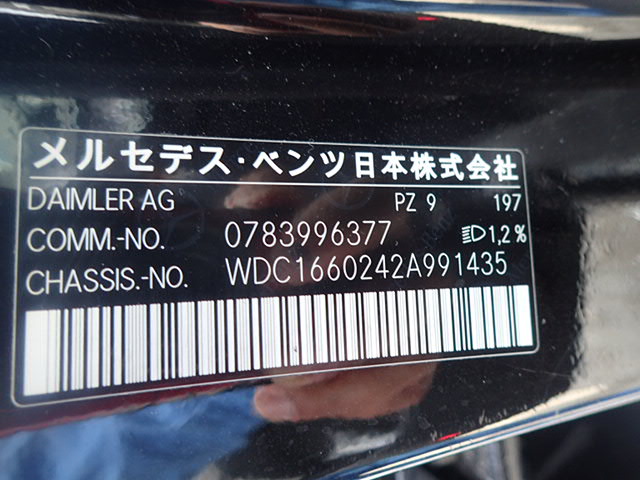 メルセデス・ベンツ日本株式会社
DAIMLER AG PZ 9 197
COMM.-NO. 0783996377 1,2%
CHASSIS.-NO. WDC1660242A991435